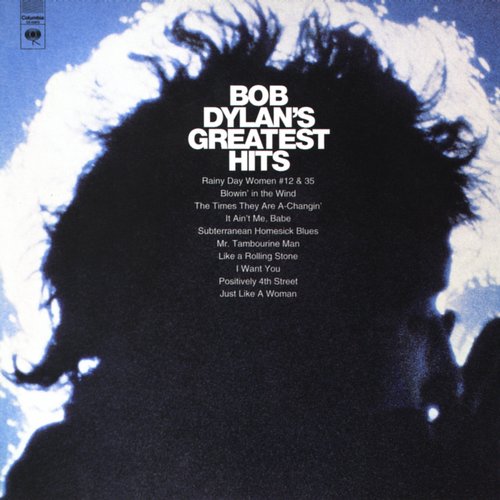 Columbia
BOB
DYLAN'S
GREATEST
HITS
Rainy Day Women #12 & 35
Blowin' in the Wind
The Times They Are A-Changin'
It Ain't Me, Babe
Subterranean Homesick Blues
Mr. Tambourine Man
Like a Rolling Stone
I Want You
Positively 4th Street
Just Like A Woman